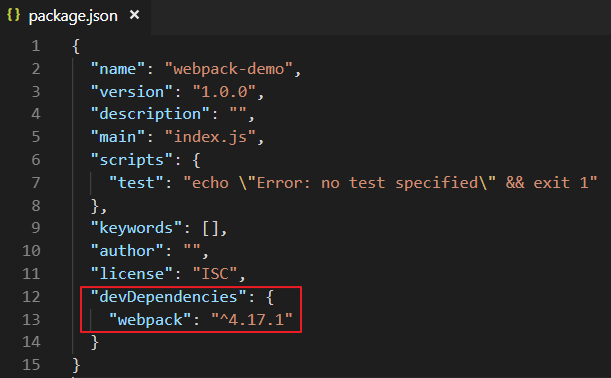 {} package.json ×
1 {
2 "name": "webpack-demo",
3 "version": "1.0.0",
4 "description": "",
5 "main": "index.js",
6 "scripts": {
7 "test": "echo \"Error: no test specified\" && exit 1"
8 },
9 "keywords": [],
10 "author": "",
11 "license": "ISC",
12 "devDependencies": {
13 "webpack": "^4.17.1"
14 }
15 }